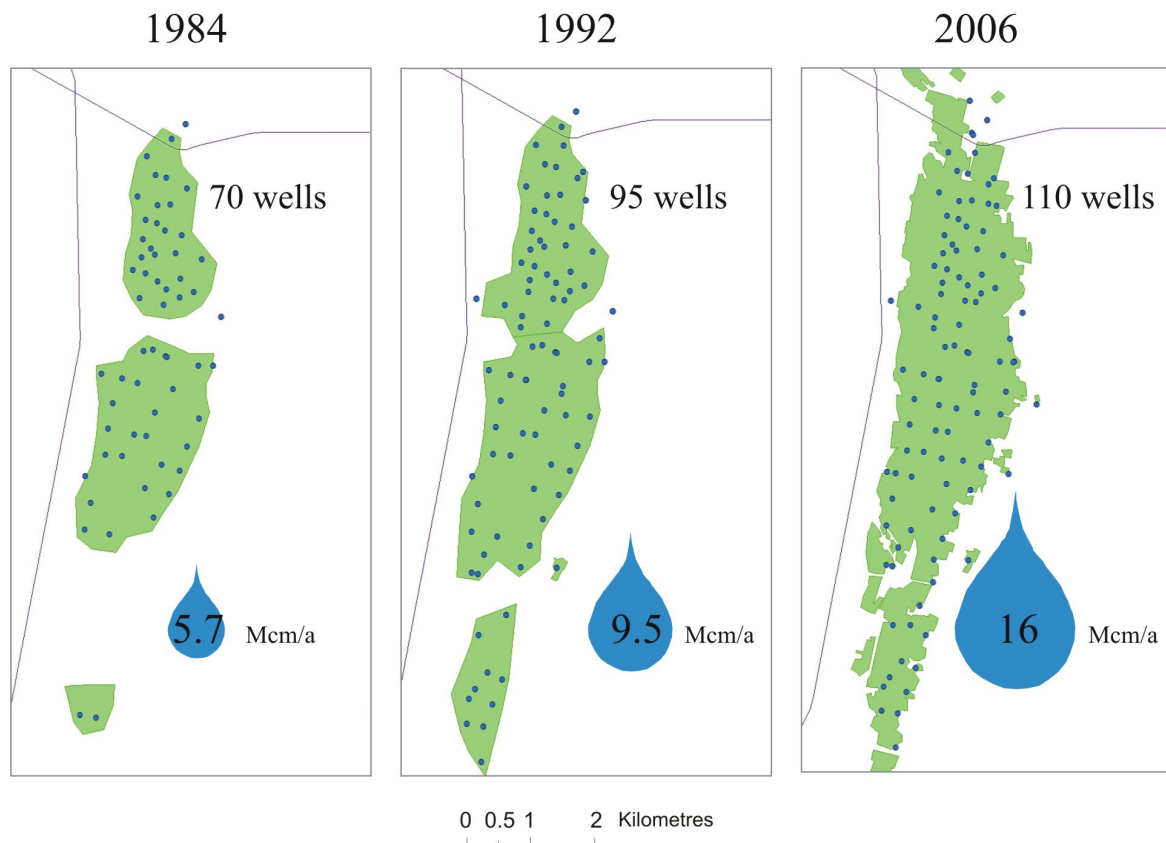 1984
1992
2006
70 wells
95 wells
110 wells
5.7 Mcm/a
9.5 Mcm/a
16 Mcm/a
0 0.5 1 2 Kilometres